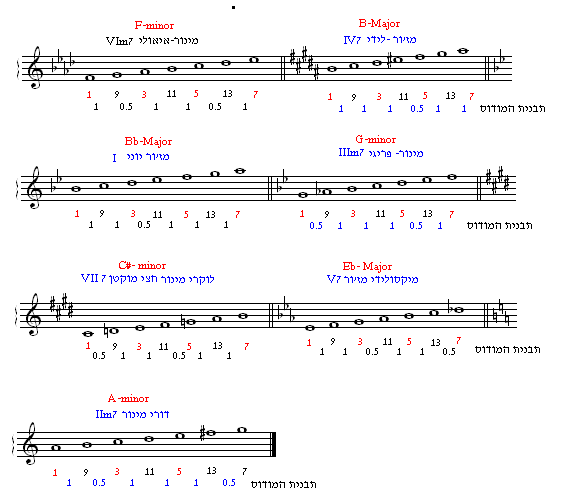 F-minor B-Major
VIm7 מינור-איאולי IV7 מז'ור -לידי
1 9 3 11 5 13 7 1 9 3 11 5 13 7
1 0.5 1 1 0.5 1 1 1 1 1 1 1 תבנית המודוס
Bb-Major G-minor
I מז'ור יוני IIIm7 מינור- פריגי
1 9 3 11 5 13 7 1 9 3 11 5 13 7
1 1 0.5 1 1 1 0.5 1 1 1 0.5 1 תבנית המודוס
C#- minor Eb- Major
VII 7 לוקרי מינור חצי מוקטן V7 מיקסולידי מז'ור
1 9 3 11 5 13 7 1 9 3 11 5 13 7
0.5 1 1 0.5 1 1 1 1 0.5 1 1 0.5 תבנית המודוס
A-minor
IIm7 דורי מינור
1 9 3 11 5 13 7
1 0.5 1 1 1 0.5 תבנית המודוס